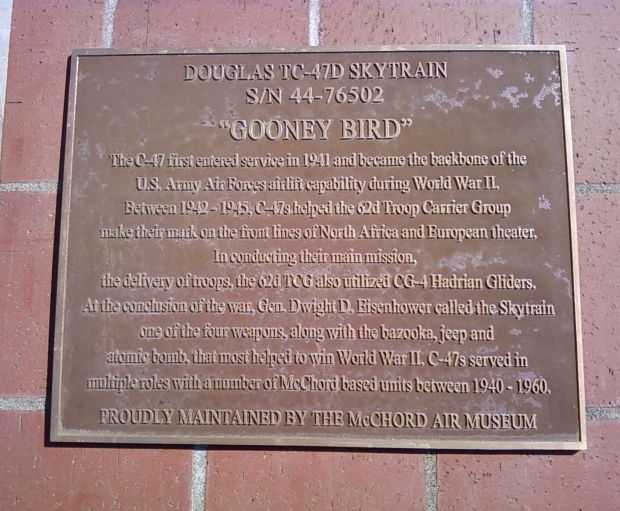 DOUGLAS TC-47D SKYTRAIN
S/N 44-76502
"GOONEY BIRD"
The C-47 first entered service in 1941 and became the backbone of the
U.S. Army Air Forces airlift capability during World War II.
Between 1942 - 1945, C-47s helped the 62d Troop Carrier Group
make their mark on the front lines of North Africa and European theater.
In conducting their main mission,
the delivery of troops, the 62d TCG also utilized CG-4 Hadrian Gliders.
At the conclusion of the war, Gen. Dwight D. Eisenhower called the Skytrain
one of the four weapons, along with the bazooka, jeep and
atomic bomb, that most helped to win World War II. C-47s served in
multiple roles with a number of McChord based units between 1940 - 1960.
PROUDLY MAINTAINED BY THE McCHORD AIR MUSEUM